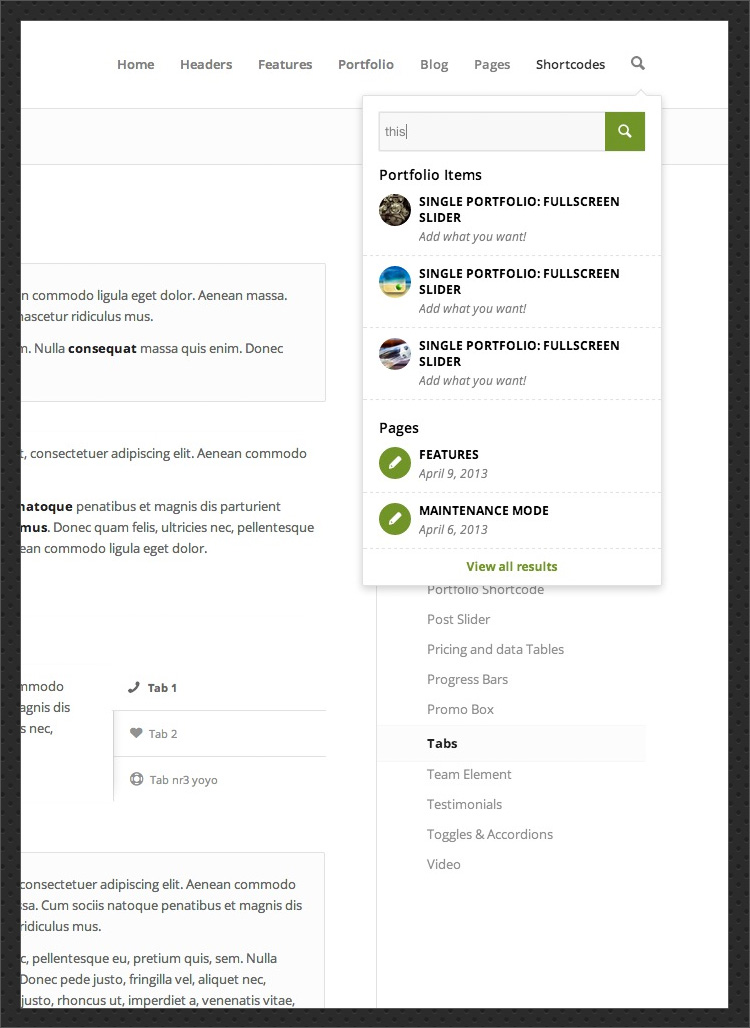 Home Headers Features Portfolio Blog Pages Shortcodes
this
Portfolio Items
SINGLE PORTFOLIO: FULLSCREEN
SLIDER
Add what you want!
SINGLE PORTFOLIO: FULLSCREEN
SLIDER
Add what you want!
SINGLE PORTFOLIO: FULLSCREEN
SLIDER
Add what you want!
Pages
FEATURES
April 9, 2013
MAINTENANCE MODE
April 6, 2013
View all results
n commodo ligula eget dolor. Aenean massa.
nascetur ridiculus mus.
m. Nulla consequat massa quis enim. Donec
t, consectetuer adipiscing elit. Aenean commodo
natoque penatibus et magnis dis parturient
mus. Donec quam felis, ultricies nec, pellentesque
ean commodo ligula eget dolor.
mmodo
agnis dis
s nec,
Tab 1
Tab 2
Tab nr3 yoyo
consectetuer adipiscing elit. Aenean commodo
ssa. Cum sociis natoque penatibus et magnis dis
ridiculus mus.
c, pellentesque eu, pretium quis, sem. Nulla
Donec pede justo, fringilla vel, aliquet nec,
justo, rhoncus ut, imperdiet a, venenatis vitae,
Portfolio Shortcode
Post Slider
Pricing and data Tables
Progress Bars
Promo Box
Tabs
Team Element
Testimonials
Toggles & Accordions
Video